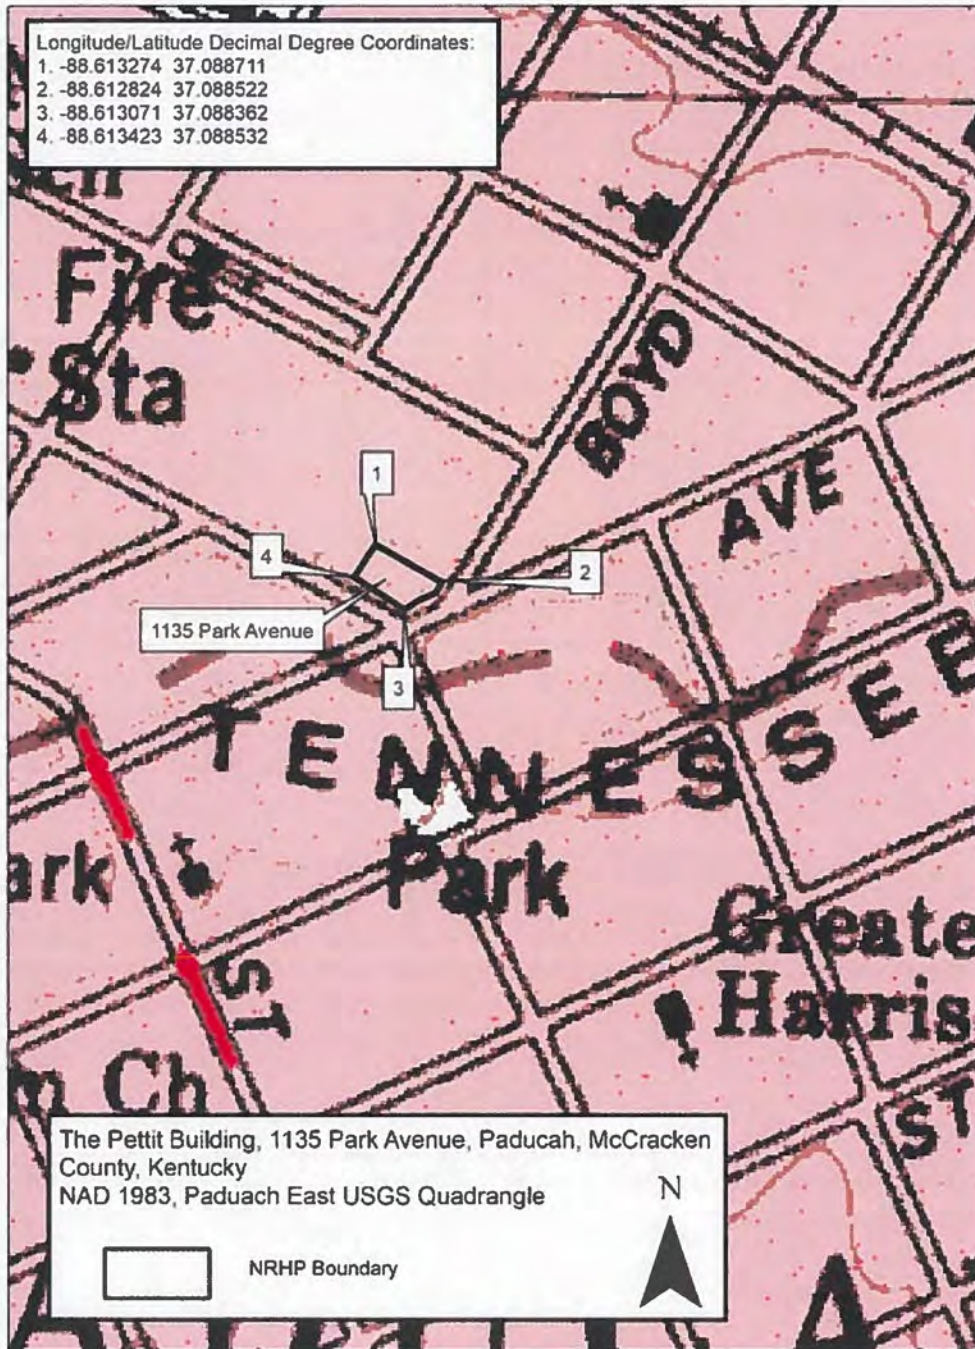 Longitude/Latitude Decimal Degree Coordinates:
1. -88.613274 37.088711
2. -88.612824 37.088522
3. -88.613071 37.088362
4. -88.613423 37.088532
Fire
Sta
BOYD
AVE
1
4
2
1135 Park Avenue
3
TENNESSEE
ark
Park
Greate
Harris
ST
m Ch
ST
The Pettit Building, 1135 Park Avenue, Paducah, McCracken
County, Kentucky
NAD 1983, Paduach East USGS Quadrangle
N
NRHP Boundary